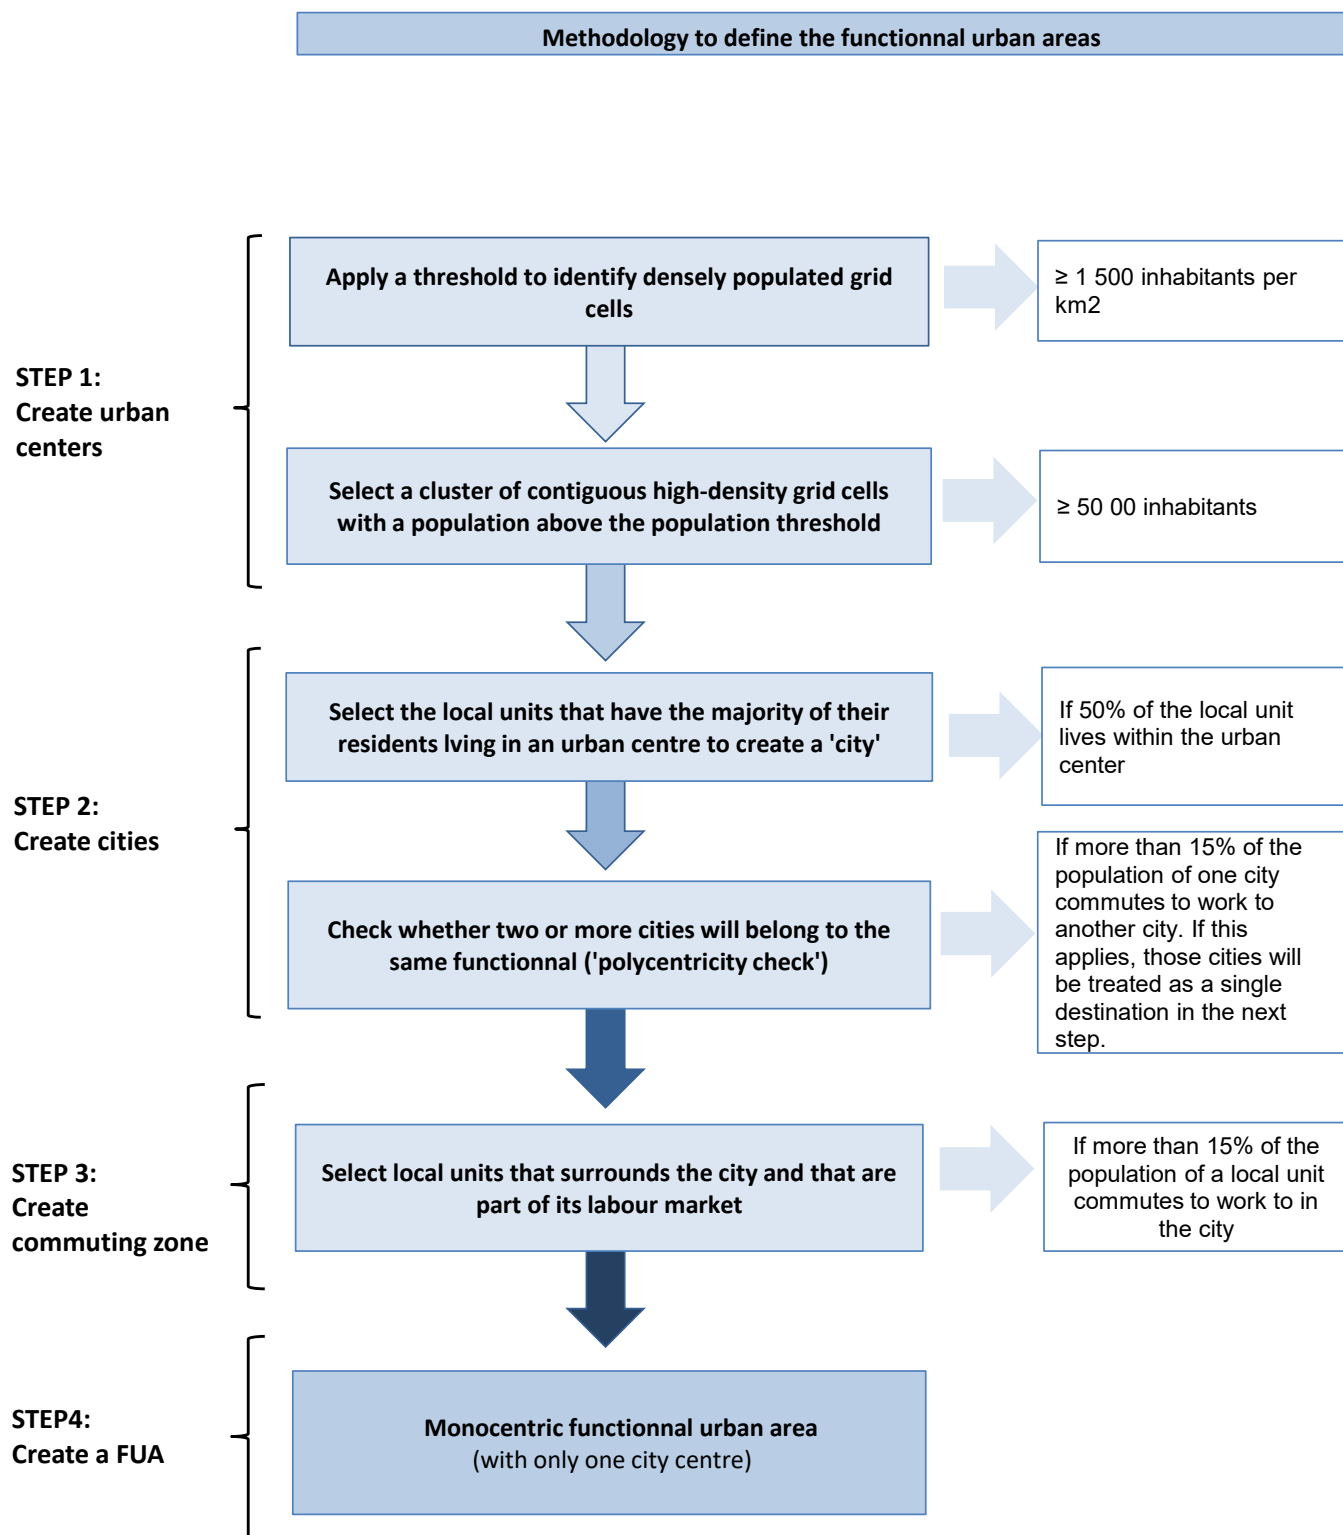 Methodology to define the functionnal urban areas
STEP 1:
Create urban
centers
Apply a threshold to identify densely populated grid
cells
≥ 1 500 inhabitants per
km2
Select a cluster of contiguous high-density grid cells
with a population above the population threshold
≥ 50 00 inhabitants
STEP 2:
Create cities
Select the local units that have the majority of their
residents lving in an urban centre to create a 'city'
If 50% of the local unit
lives within the urban
center
Check whether two or more cities will belong to the
same functionnal ('polycentricity check')
If more than 15% of the
population of one city
commutes to work to
another city. If this
applies, those cities will
be treated as a single
destination in the next
step.
STEP 3:
Create
commuting zone
Select local units that surrounds the city and that are
part of its labour market
If more than 15% of the
population of a local unit
commutes to work to in
the city
STEP4:
Create a FUA
Monocentric functionnal urban area
(with only one city centre)